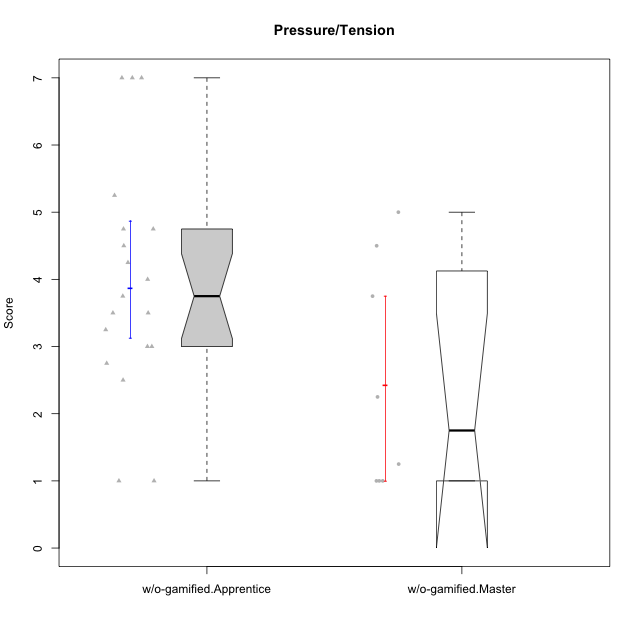 Pressure/Tension
Score
7
6
5
4
3
2
1
0
w/o-gamified.Apprentice
w/o-gamified.Master